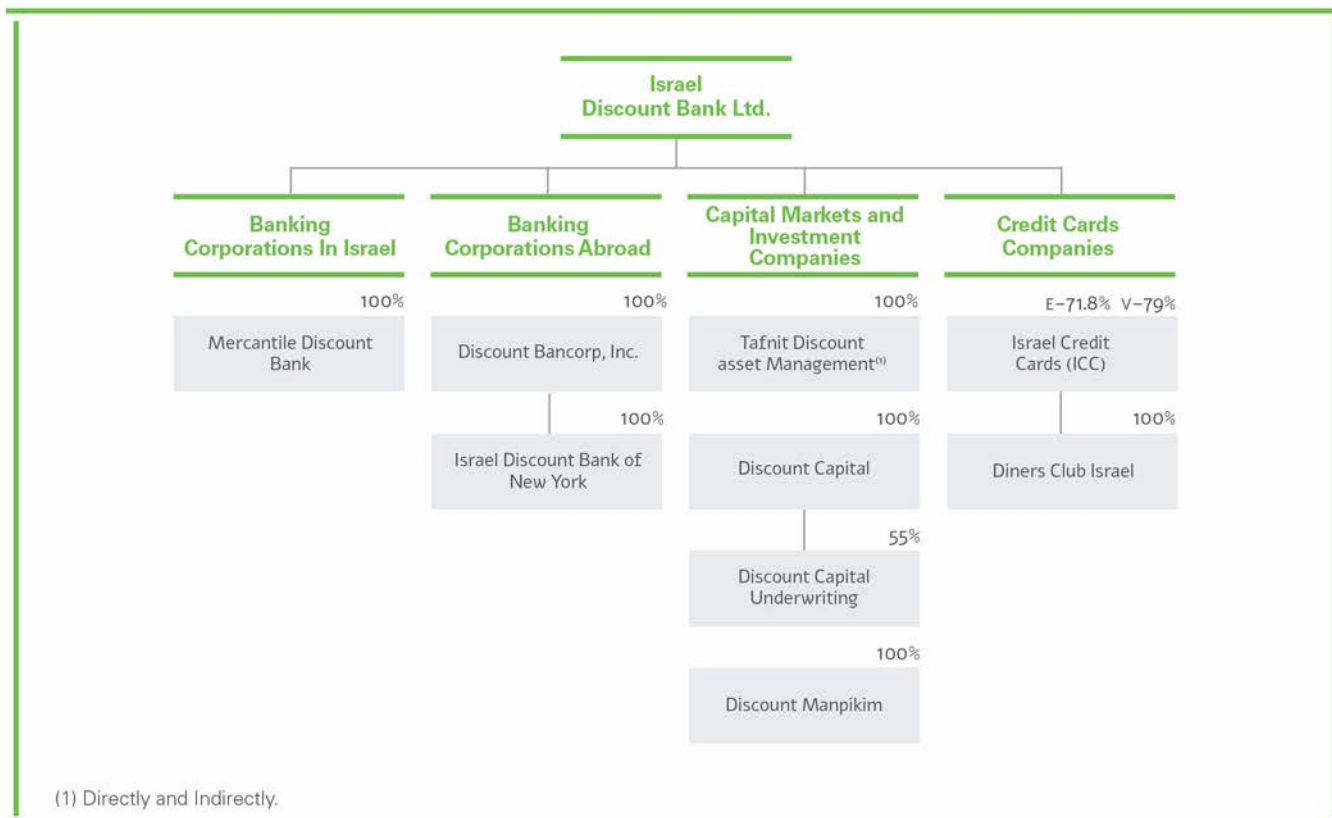 Israel
Discount Bank Ltd.
Banking
Corporations In Israel
100%
Mercantile Discount
Bank
Banking
Corporations Abroad
100%
Discount Bancorp, Inc.
100%
Israel Discount Bank of
New York
Capital Markets and
Investment
Companies
100%
Tafnit Discount
asset Management(1)
100%
Discount Capital
55%
Discount Capital
Underwriting
100%
Discount Manpikim
Credit Cards
Companies
E–71.8% V–79%
Israel Credit
Cards (ICC)
100%
Diners Club Israel
(1) Directly and Indirectly.